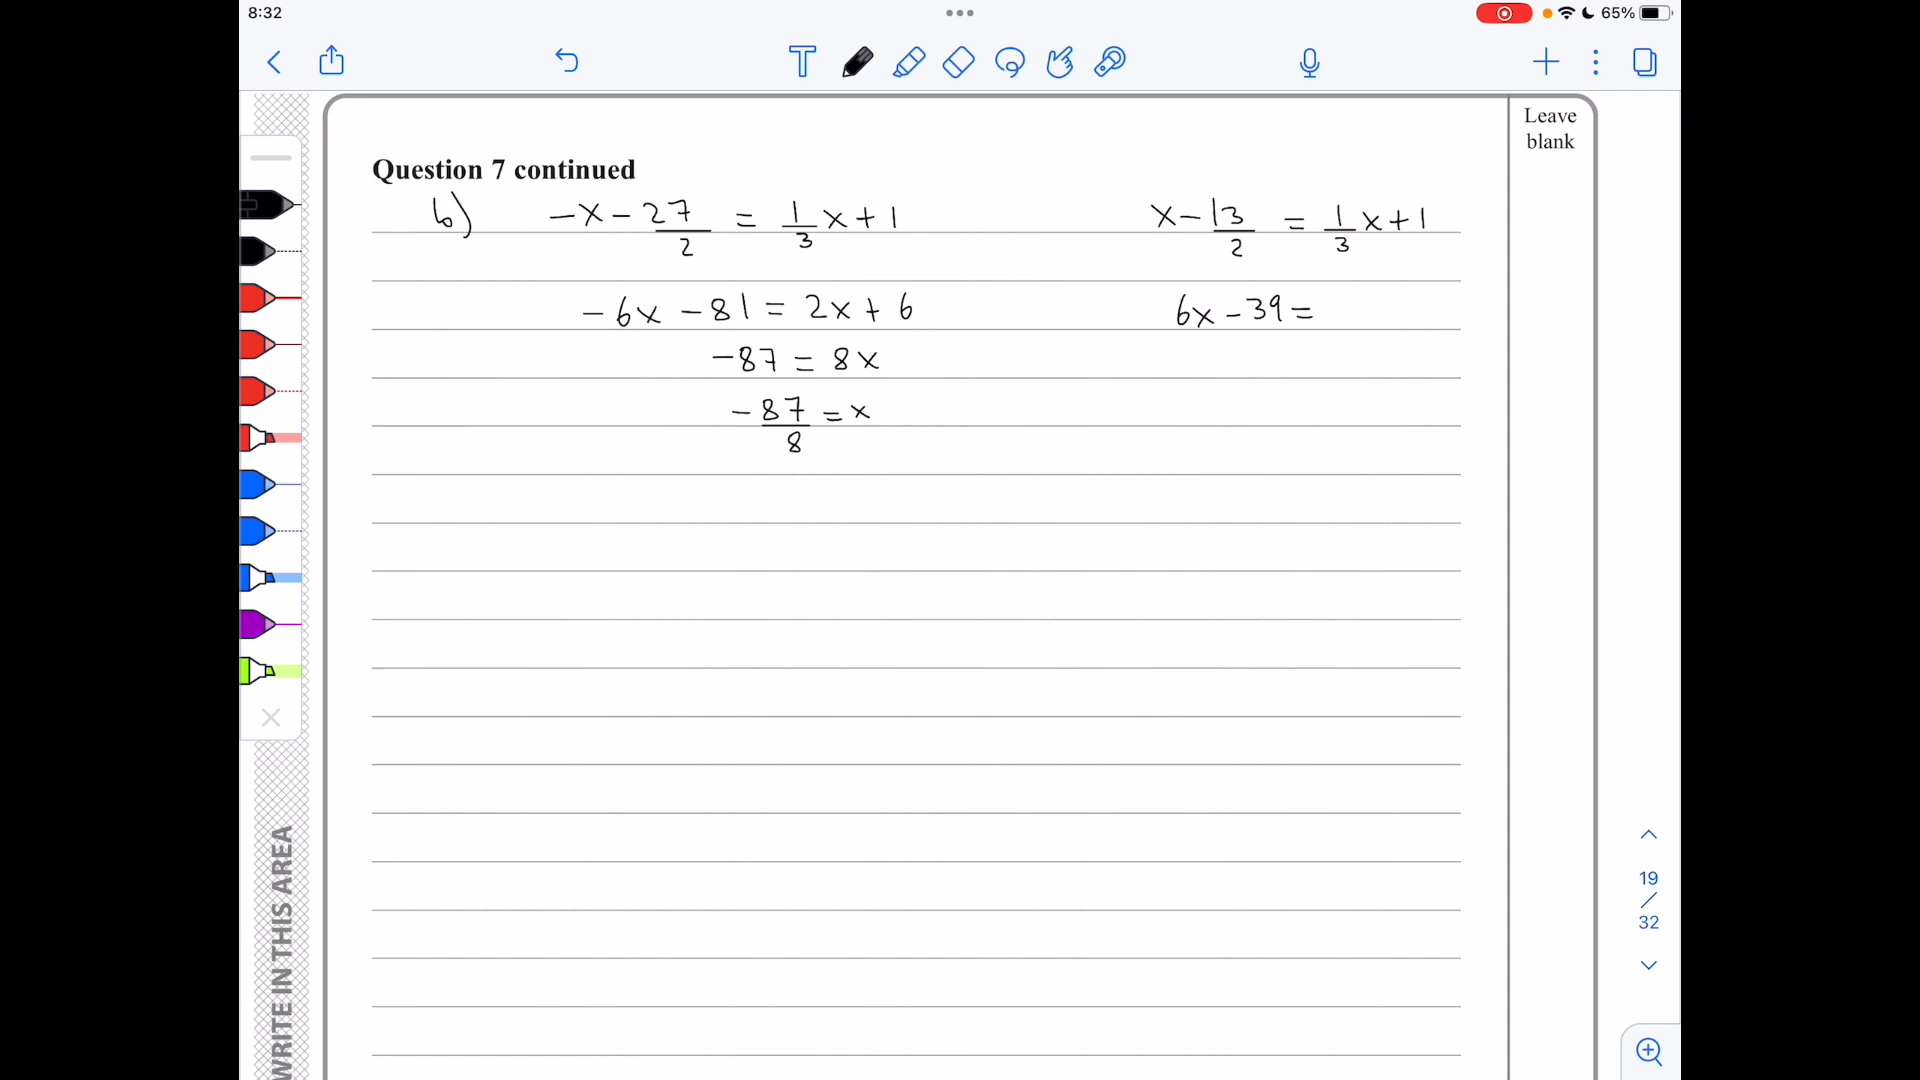 8:32
65%
Leave
blank
Question 7 continued
b) -x - 27/2 = 1/3 x + 1
x - 13/2 = 1/3 x + 1
-6x - 81 = 2x + 6
6x - 39 =
-87 = 8x
-87/8 = x
19
/
32
WRITE IN THIS AREA